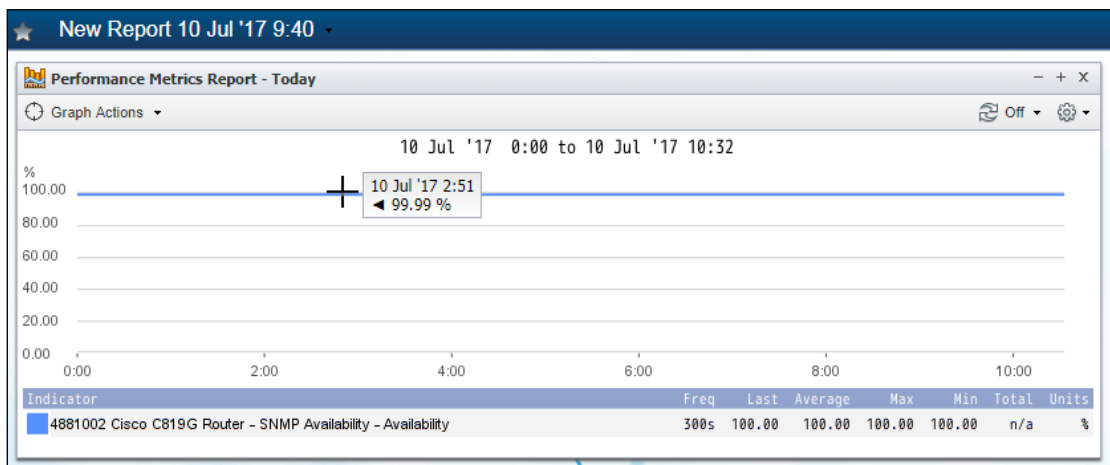 New Report 10 Jul '17 9:40
Performance Metrics Report - Today
Graph Actions Off
10 Jul '17 0:00 to 10 Jul '17 10:32
%
100.00
10 Jul '17 2:51
◄ 99.99 %
80.00
60.00
40.00
20.00
0.00
0:00 2:00 4:00 6:00 8:00 10:00
Indicator Freq Last Average Max Min Total Units
4881002 Cisco C819G Router - SNMP Availability - Availability 300s 100.00 100.00 100.00 100.00 n/a %